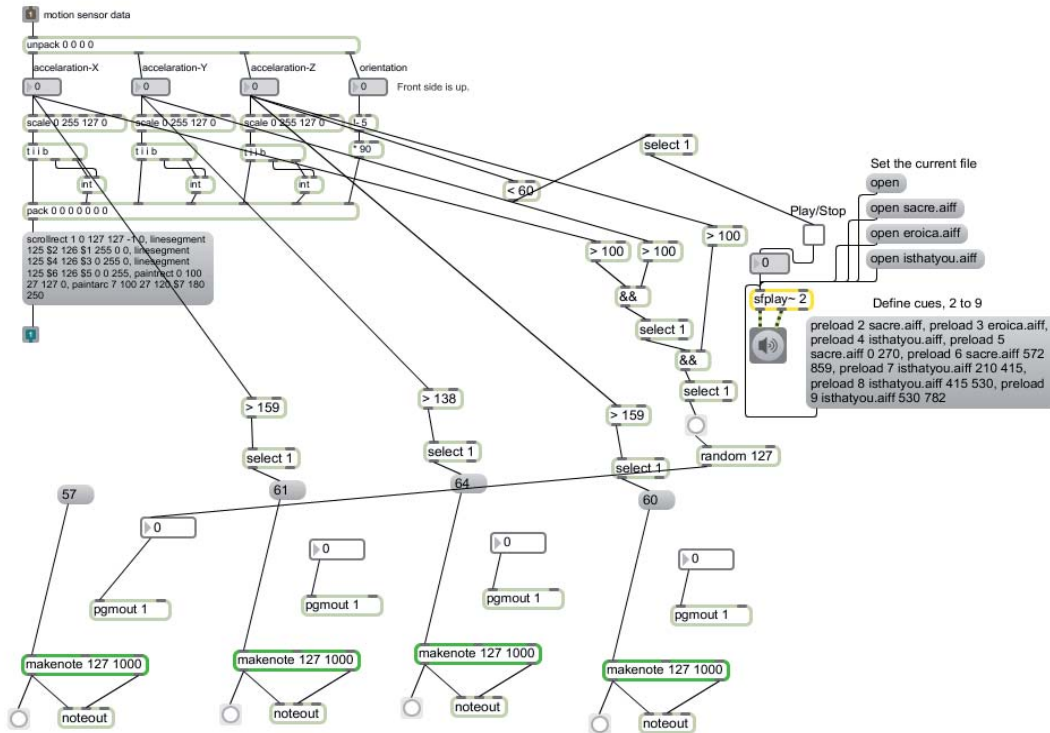 motion sensor data
unpack 0 0 0 0
accelaration-X
accelaration-Y
accelaration-Z
orientation
0
0
0
0
Front side is up.
scale 0 255 127 0
scale 0 255 127 0
scale 0 255 127 0
!- 5
t i i b
t i i b
t i i b
* 90
int
int
int
pack 0 0 0 0 0 0 0
scrollrect 1 0 127 127 -1 0, linesegment
125 $2 126 $1 255 0 0, linesegment
125 $4 126 $3 0 255 0, linesegment
125 $6 126 $5 0 0 255, paintrect 0 100
27 127 0, paintarc 7 100 27 120 $7 180
250
select 1
< 60
> 100
> 100
> 100
&&
select 1
&&
select 1
random 127
Set the current file
open
open sacre.aiff
open eroica.aiff
open isthatyou.aiff
Play/Stop
0
sfplay~ 2
Define cues, 2 to 9
preload 2 sacre.aiff, preload 3 eroica.aiff,
preload 4 isthatyou.aiff, preload 5
sacre.aiff 0 270, preload 6 sacre.aiff 572
859, preload 7 isthatyou.aiff 210 415,
preload 8 isthatyou.aiff 415 530, preload
9 isthatyou.aiff 530 782
> 159
> 138
> 159
select 1
select 1
select 1
57
61
64
60
0
0
0
0
pgmout 1
pgmout 1
pgmout 1
pgmout 1
makenote 127 1000
makenote 127 1000
makenote 127 1000
makenote 127 1000
noteout
noteout
noteout
noteout